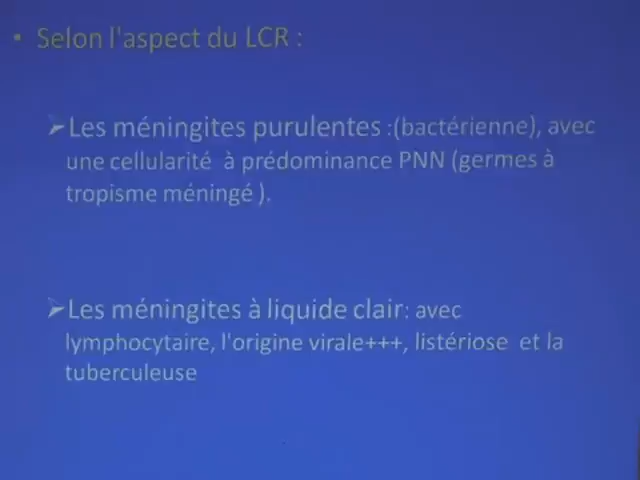 • Selon l'aspect du LCR :
➢Les méningites purulentes :(bactérienne), avec
une cellularité à prédominance PNN (germes à
tropisme méningé ).
➢Les méningites à liquide clair: avec
lymphocytaire, l'origine virale+++, listériose et la
tuberculeuse